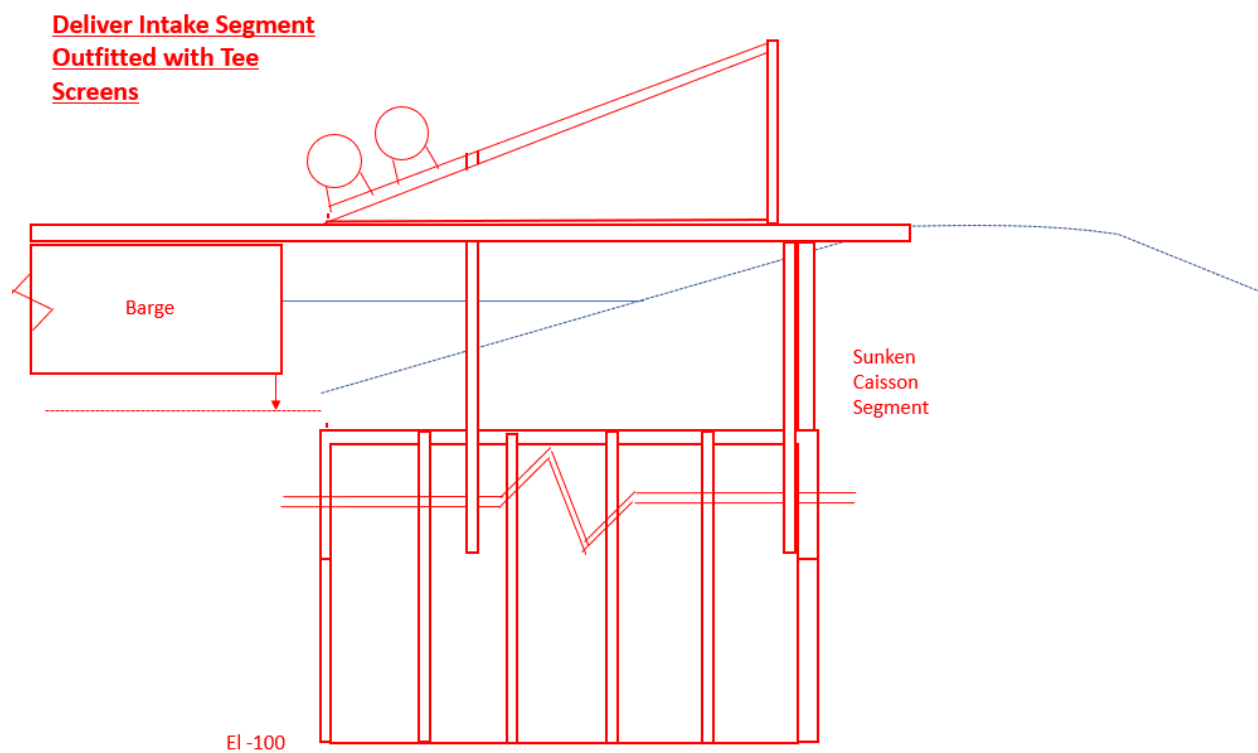 Deliver Intake Segment
Outfitted with Tee
Screens
Barge
Sunken
Caisson
Segment
El -100